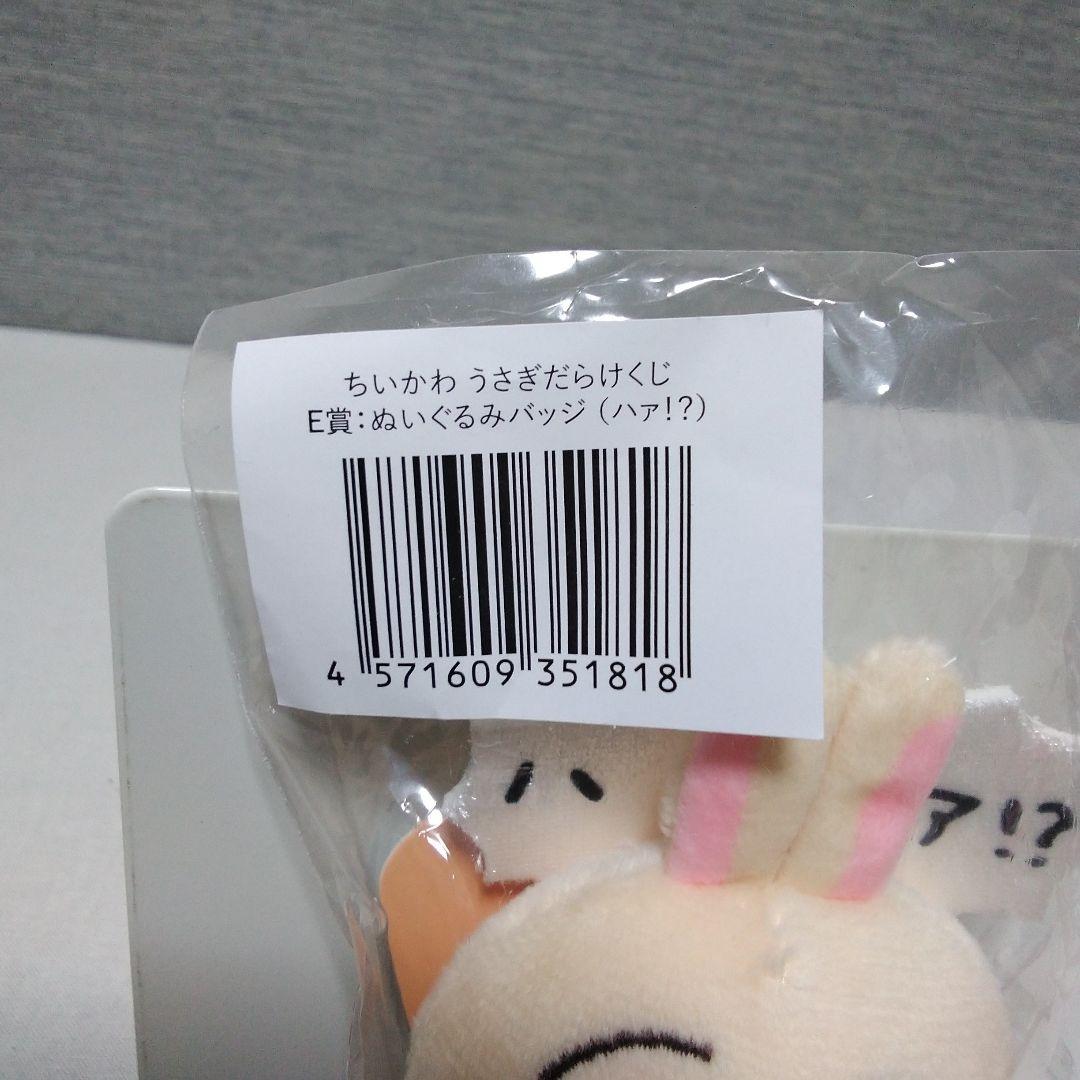 ちいかわ うさぎだらけくじ
E賞：ぬいぐるみバッジ（ハァ！？）
4 571609 351818
ハァ！？